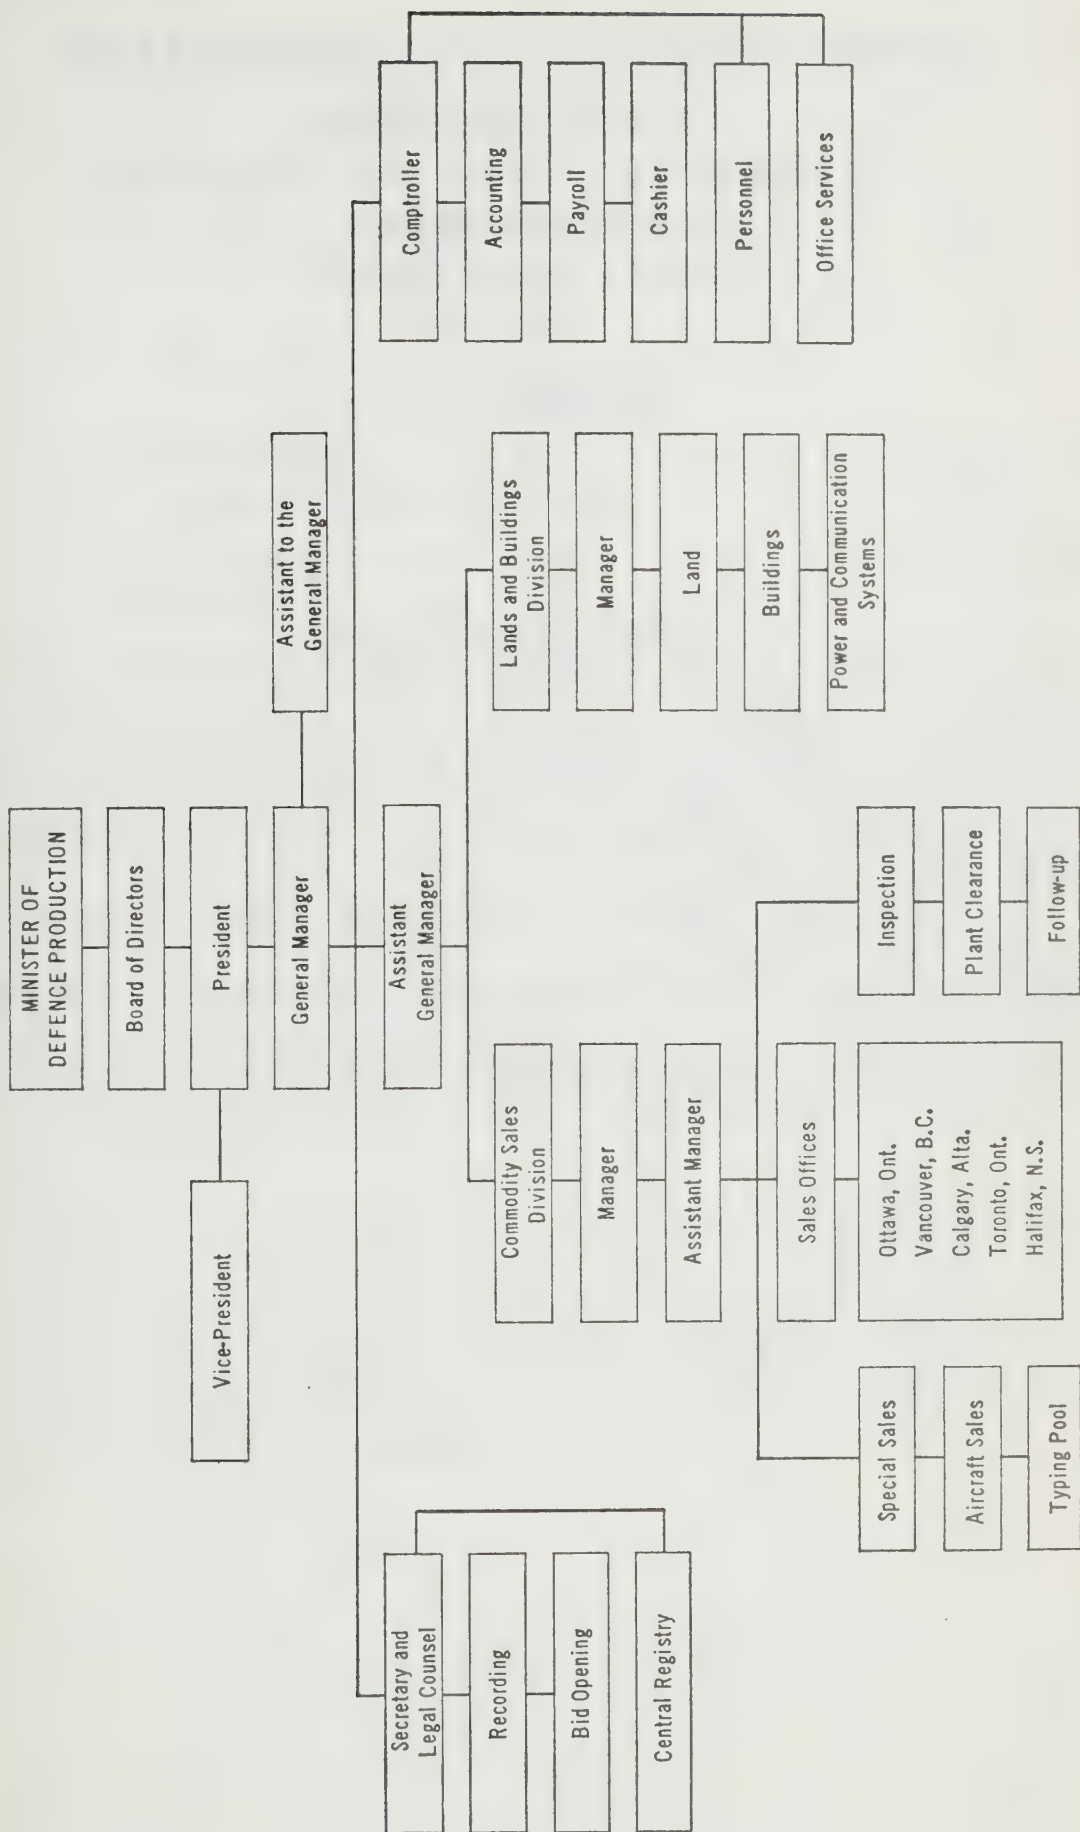 MINISTER OF
DEFENCE PRODUCTION
Board of Directors
Vice-President
President
General Manager
Assistant to the
General Manager
Secretary and
Legal Counsel
Recording
Bid Opening
Central Registry
Assistant
General Manager
Comptroller
Accounting
Payroll
Cashier
Personnel
Office Services
Commodity Sales
Division
Manager
Assistant Manager
Lands and Buildings
Division
Manager
Land
Buildings
Power and Communication
Systems
Special Sales
Aircraft Sales
Typing Pool
Sales Offices
Ottawa, Ont.
Vancouver, B.C.
Calgary, Alta.
Toronto, Ont.
Halifax, N.S.
Inspection
Plant Clearance
Follow-up